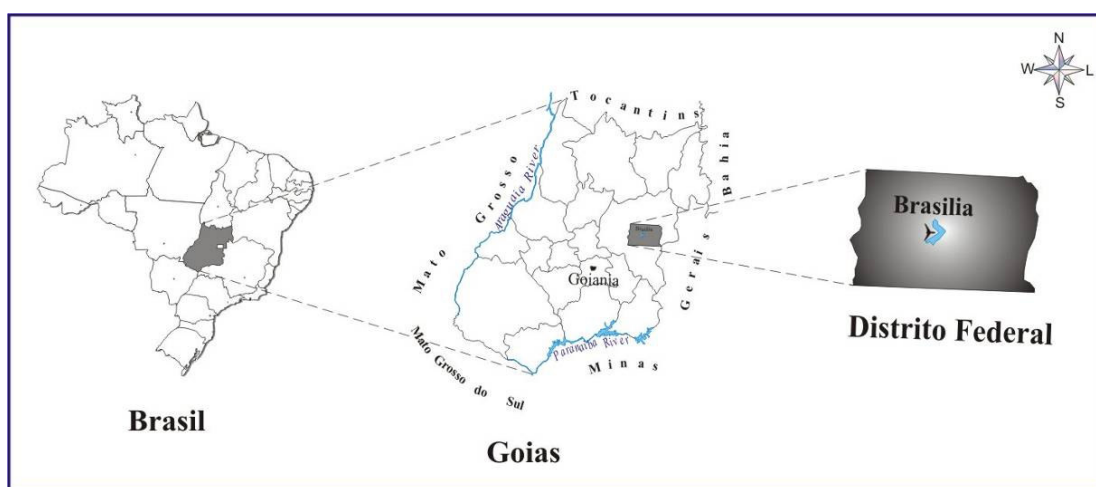 N
W L
S
Tocantins
Mato Grosso
Araguaia River
Bahia
Brasilia
Brasilia
Goiania
Minas Gerais
Paranaiba River
Mato Grosso do Sul
Distrito Federal
Brasil
Goias